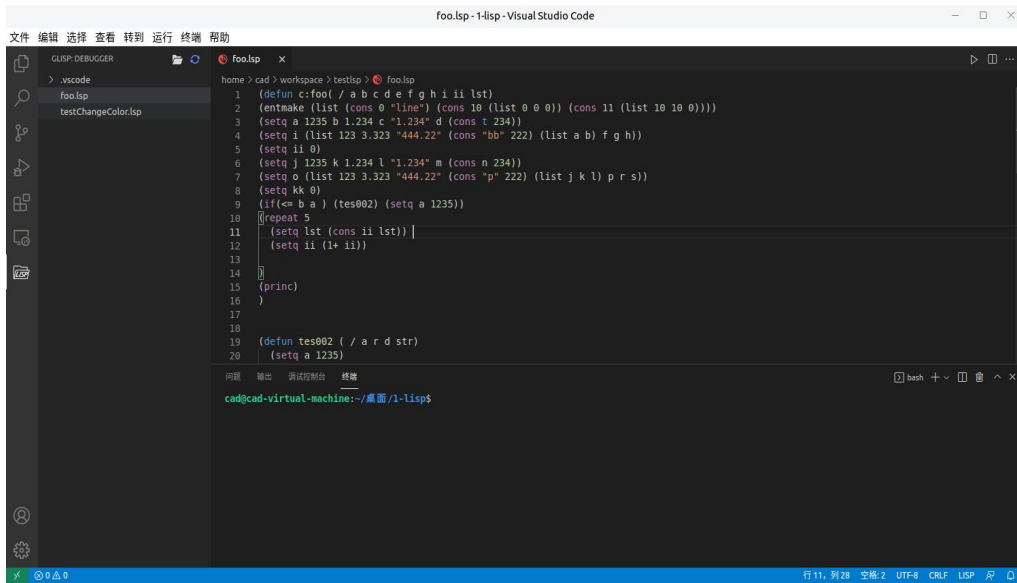 foo.lsp - 1-lisp - Visual Studio Code
文件 编辑 选择 查看 转到 运行 终端 帮助
GLISP: DEBUGGER
foo.lsp
.vscode
foo.lsp
testChangeColor.lsp
home > cad > workspace > testlsp > foo.lsp
1 (defun c:foo( / a b c d e f g h i ii lst)
2 (entmake (list (cons 0 "line") (cons 10 (list 0 0 0)) (cons 11 (list 10 10 0))))
3 (setq a 1235 b 1.234 c "1.234" d (cons t 234))
4 (setq i (list 123 3.323 "444.22" (cons "bb" 222) (list a b) f g h))
5 (setq ii 0)
6 (setq j 1235 k 1.234 l "1.234" m (cons n 234))
7 (setq o (list 123 3.323 "444.22" (cons "p" 222) (list j k l) p r s))
8 (setq kk 0)
9 (if(<= b a ) (tes002) (setq a 1235))
10 (repeat 5
11 (setq lst (cons ii lst))
12 (setq ii (1+ ii))
13
14 )
15 (princ)
16 )
17
18
19 (defun tes002 ( / a r d str)
20 (setq a 1235)
LISP
问题 输出 调试控制台 终端
bash
cad@cad-virtual-machine:~/桌面/1-lisp$
0 0
行 11，列 28 空格: 2 UTF-8 CRLF LISP